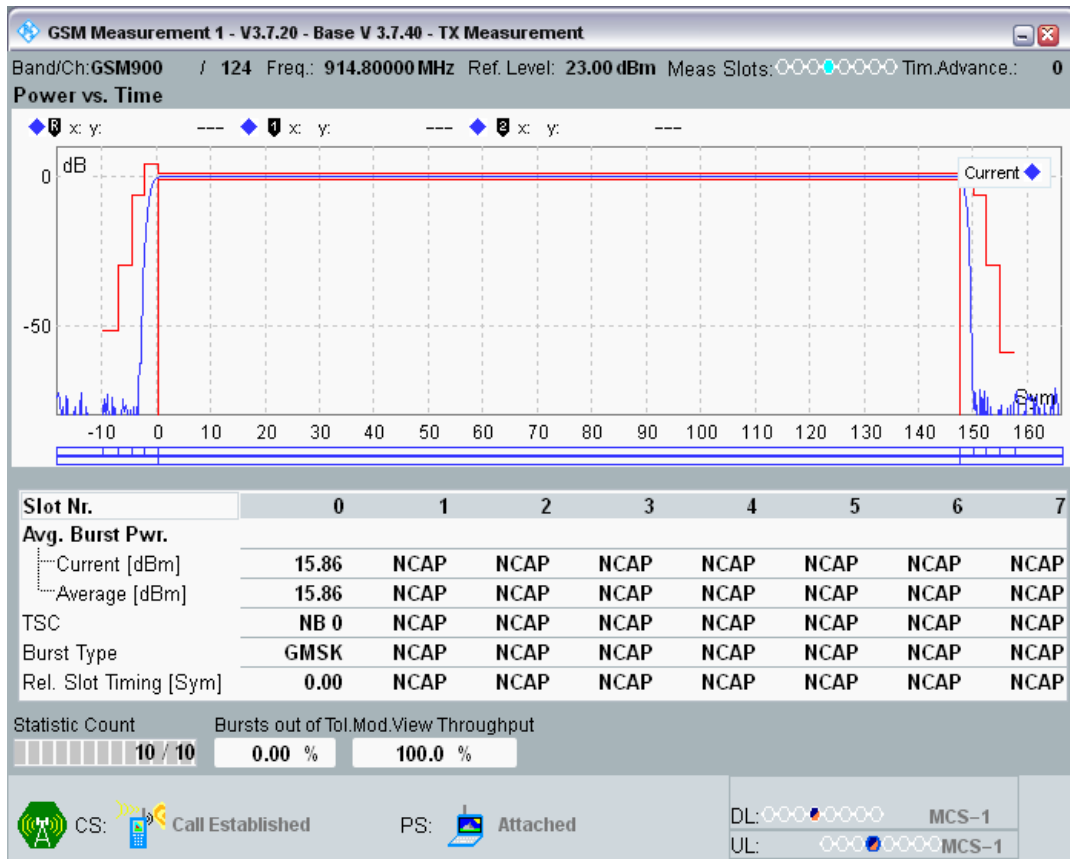 GSM Measurement 1 - V3.7.20 - Base V 3.7.40 - TX Measurement
Band/Ch:GSM900 / 124 Freq.: 914.80000 MHz Ref. Level: 23.00 dBm Meas Slots: Tim.Advance.: 0
Power vs. Time
R x: y: --- 1 x: y: --- 2 x: y: ---
dB
Current
0
-50
Sym
-10 0 10 20 30 40 50 60 70 80 90 100 110 120 130 140 150 160
Slot Nr. 0 1 2 3 4 5 6 7
Avg. Burst Pwr.
Current [dBm] 15.86 NCAP NCAP NCAP NCAP NCAP NCAP NCAP
Average [dBm] 15.86 NCAP NCAP NCAP NCAP NCAP NCAP NCAP
TSC NB 0 NCAP NCAP NCAP NCAP NCAP NCAP NCAP
Burst Type GMSK NCAP NCAP NCAP NCAP NCAP NCAP NCAP
Rel. Slot Timing [Sym] 0.00 NCAP NCAP NCAP NCAP NCAP NCAP NCAP
Statistic Count Bursts out of Tol. Mod.View Throughput
10 / 10 0.00 % 100.0 %
CS: Call Established PS: Attached DL: MCS-1
UL: MCS-1